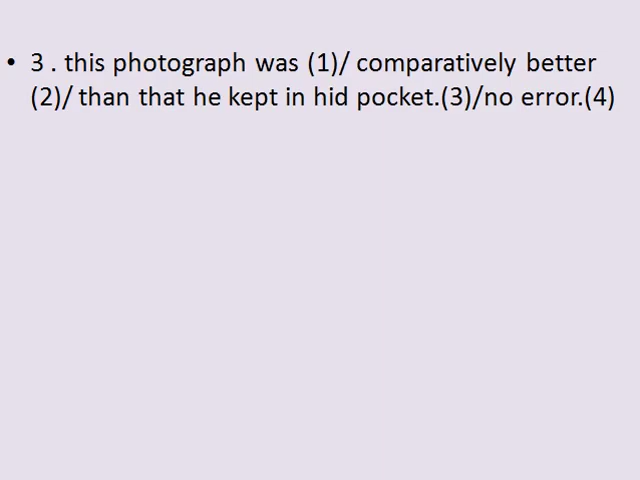 • 3 . this photograph was (1)/ comparatively better
(2)/ than that he kept in hid pocket.(3)/no error.(4)